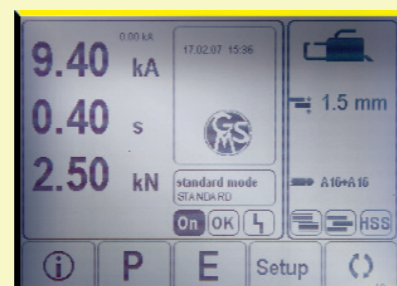 0.00 kA
9.40 kA
0.40 s
2.50 kN
17.02.07 15:36
GMS
standard mode
STANDARD
On OK
1.5 mm
A16+A16
HSS
i P E Setup